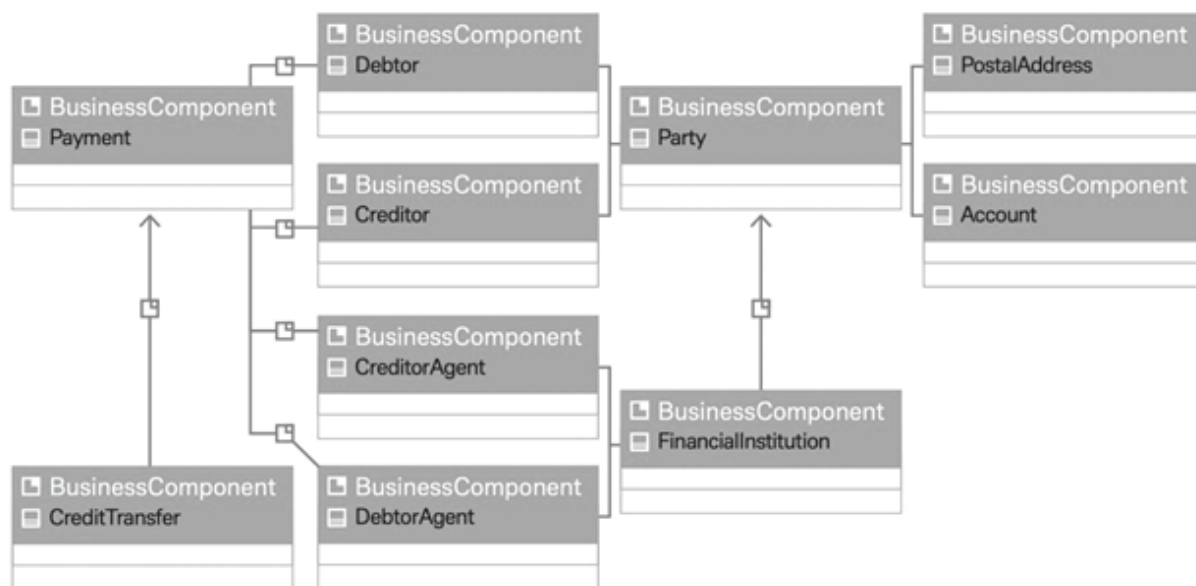 BusinessComponent
Debtor
BusinessComponent
PostalAddress
BusinessComponent
Payment
BusinessComponent
Party
BusinessComponent
Creditor
BusinessComponent
Account
BusinessComponent
CreditorAgent
BusinessComponent
FinancialInstitution
BusinessComponent
CreditTransfer
BusinessComponent
DebtorAgent